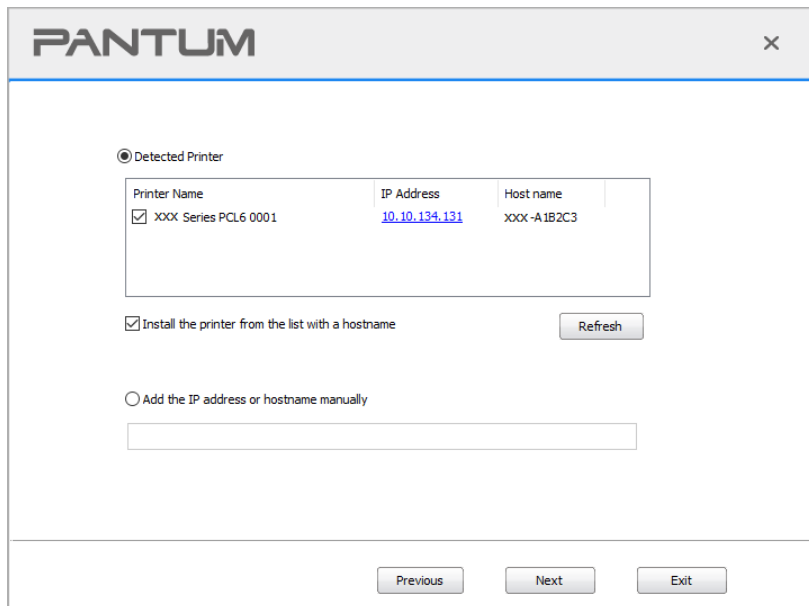 PANTUM
Detected Printer
Printer Name IP Address Host name
XXX Series PCL6 0001 10.10.134.131 XXX-A1B2C3
Install the printer from the list with a hostname
Refresh
Add the IP address or hostname manually
Previous Next Exit